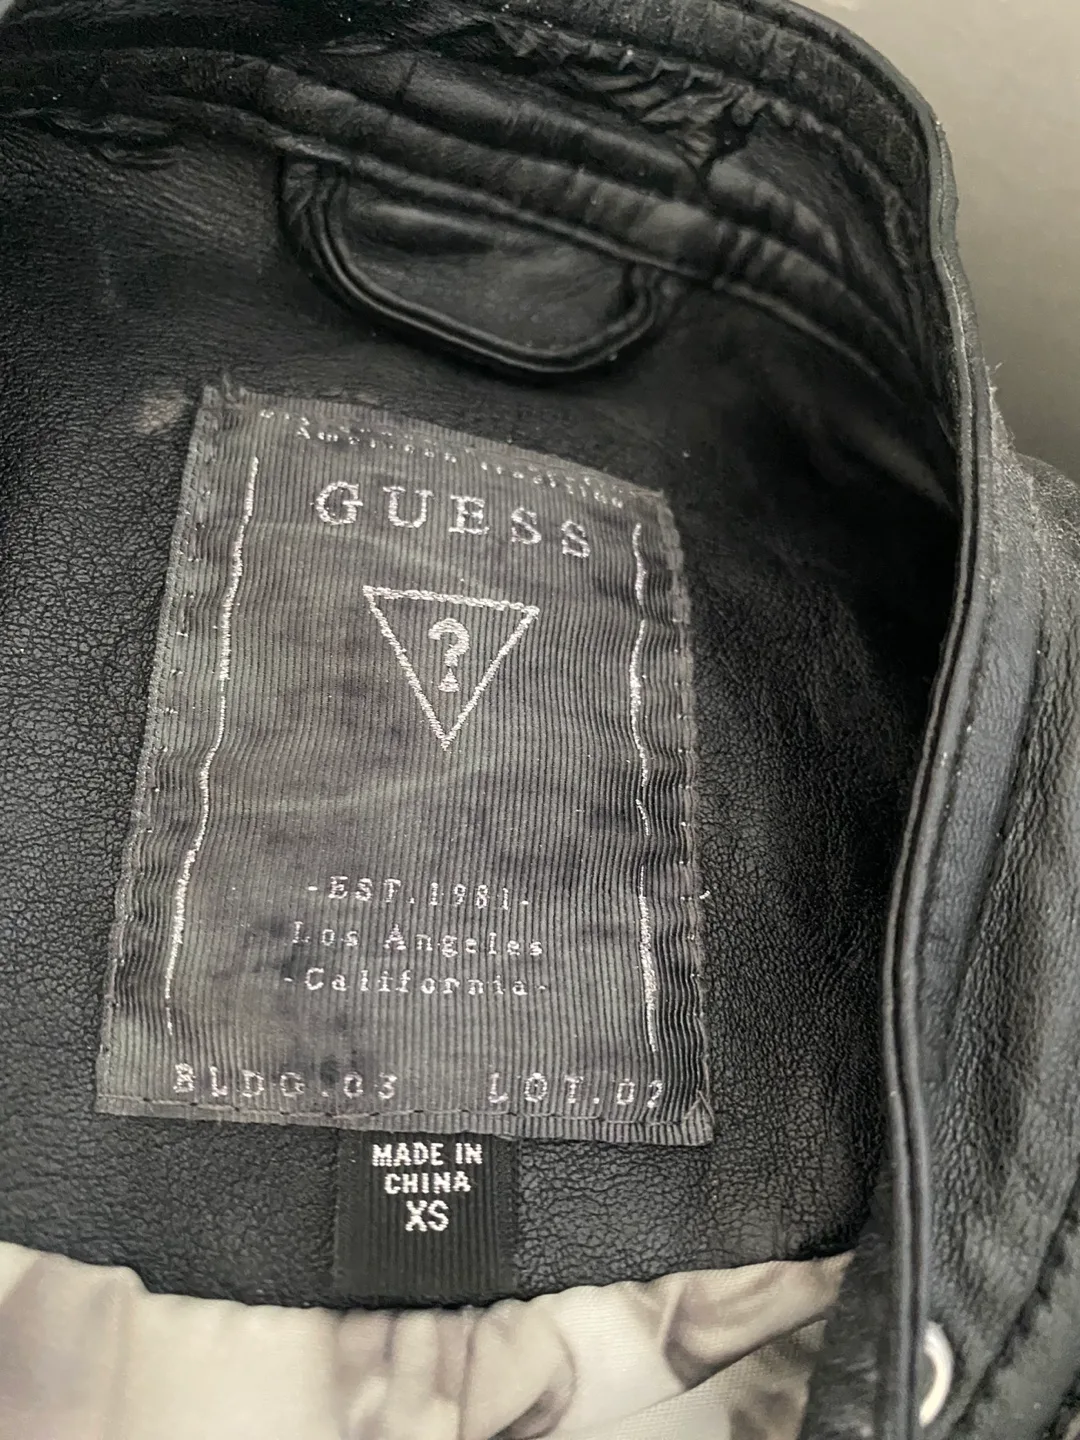 GUESS
?
-EST.1981-
Los Angeles
-California-
BLDG.03 LOT.02
MADE IN
CHINA
XS